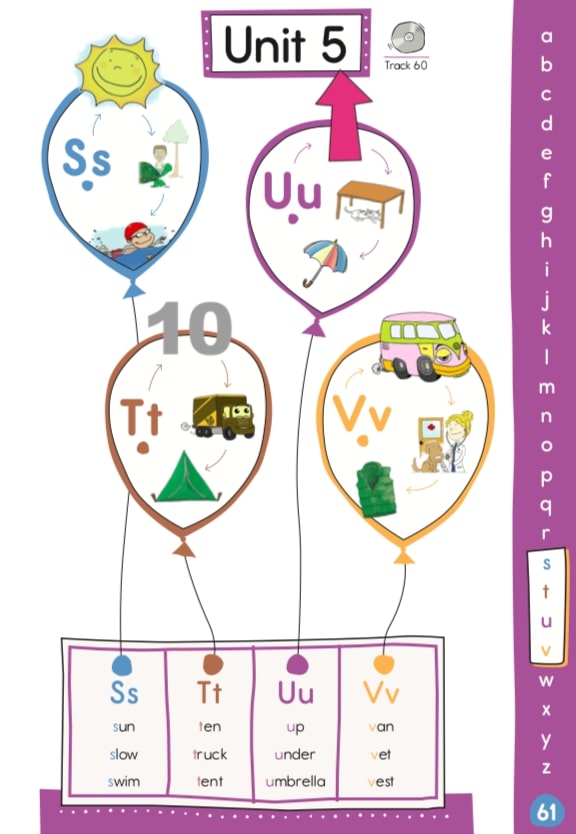 Unit 5
Track 60
Ss
Uu
10
Tt
Vv
Ss
sun
slow
swim
Tt
ten
truck
tent
Uu
up
under
umbrella
Vv
van
vet
vest
a
b
c
d
e
f
g
h
i
j
k
l
m
n
o
p
q
r
s
t
u
v
w
x
y
z
61